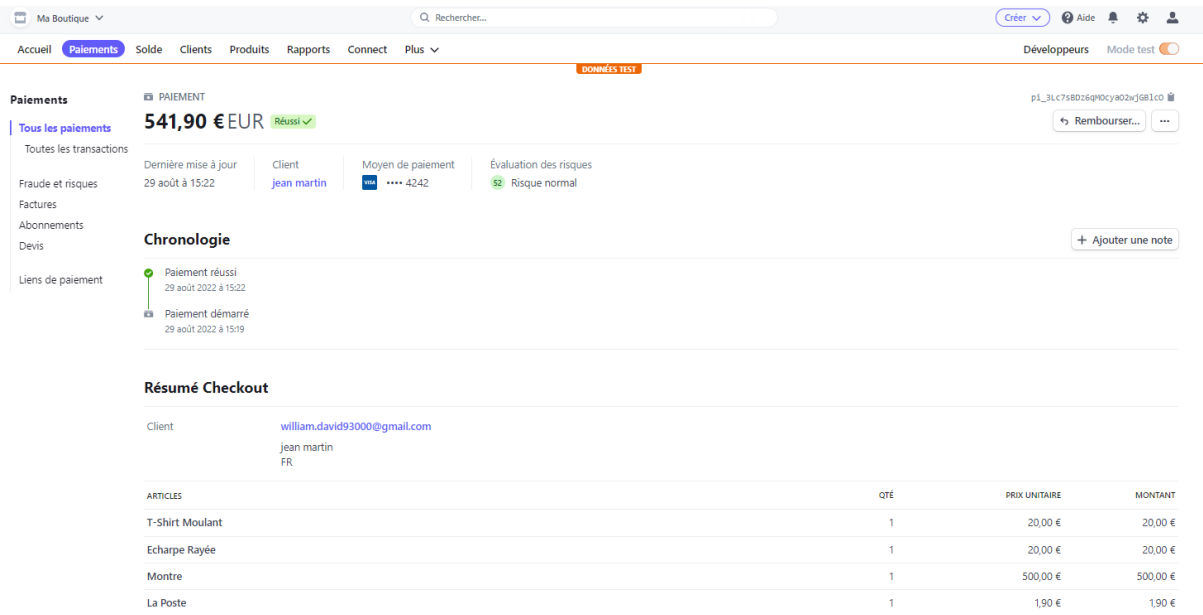 Ma Boutique
Rechercher...
Créer
Aide
Accueil Paiements Solde Clients Produits Rapports Connect Plus
Développeurs Mode test
DONNÉES TEST
Paiements
Tous les paiements
Toutes les transactions
Fraude et risques
Factures
Abonnements
Devis
Liens de paiement
PAIEMENT
541,90 € EUR Réussi
Rembourser...
Dernière mise à jour
29 août à 15:22
Client
jean martin
Moyen de paiement
VISA •••• 4242
Évaluation des risques
52 Risque normal
Chronologie
+ Ajouter une note
Paiement réussi
29 août 2022 à 15:22
Paiement démarré
29 août 2022 à 15:19
Résumé Checkout
Client
william.david93000@gmail.com
jean martin
FR
ARTICLES QTÉ PRIX UNITAIRE MONTANT
T-Shirt Moulant 1 20,00 € 20,00 €
Echarpe Rayée 1 20,00 € 20,00 €
Montre 1 500,00 € 500,00 €
La Poste 1 1,90 € 1,90 €